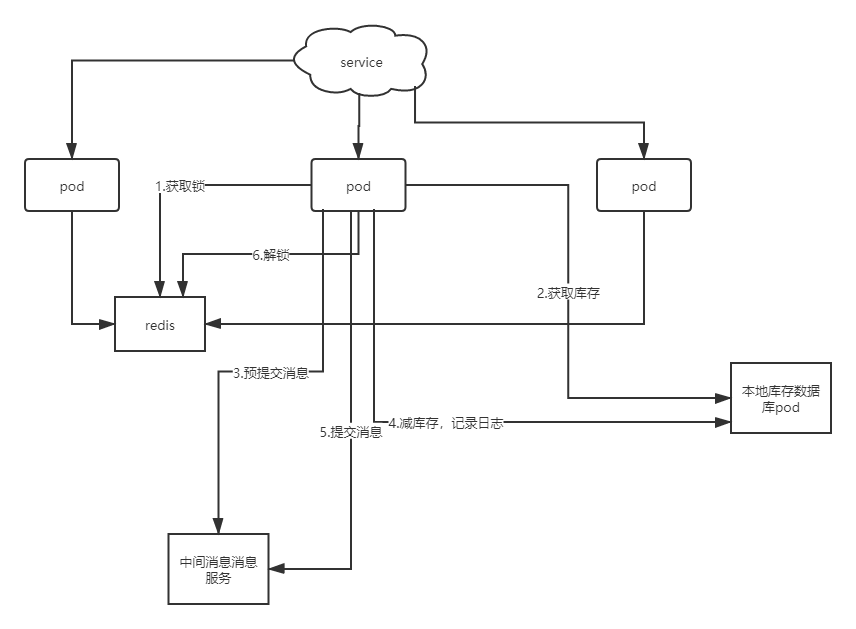 service
pod
pod
pod
1.获取锁
6.解锁
2.获取库存
redis
3.预提交消息
本地库存数据
库pod
4.减库存，记录日志
5.提交消息
中间消息消息
服务